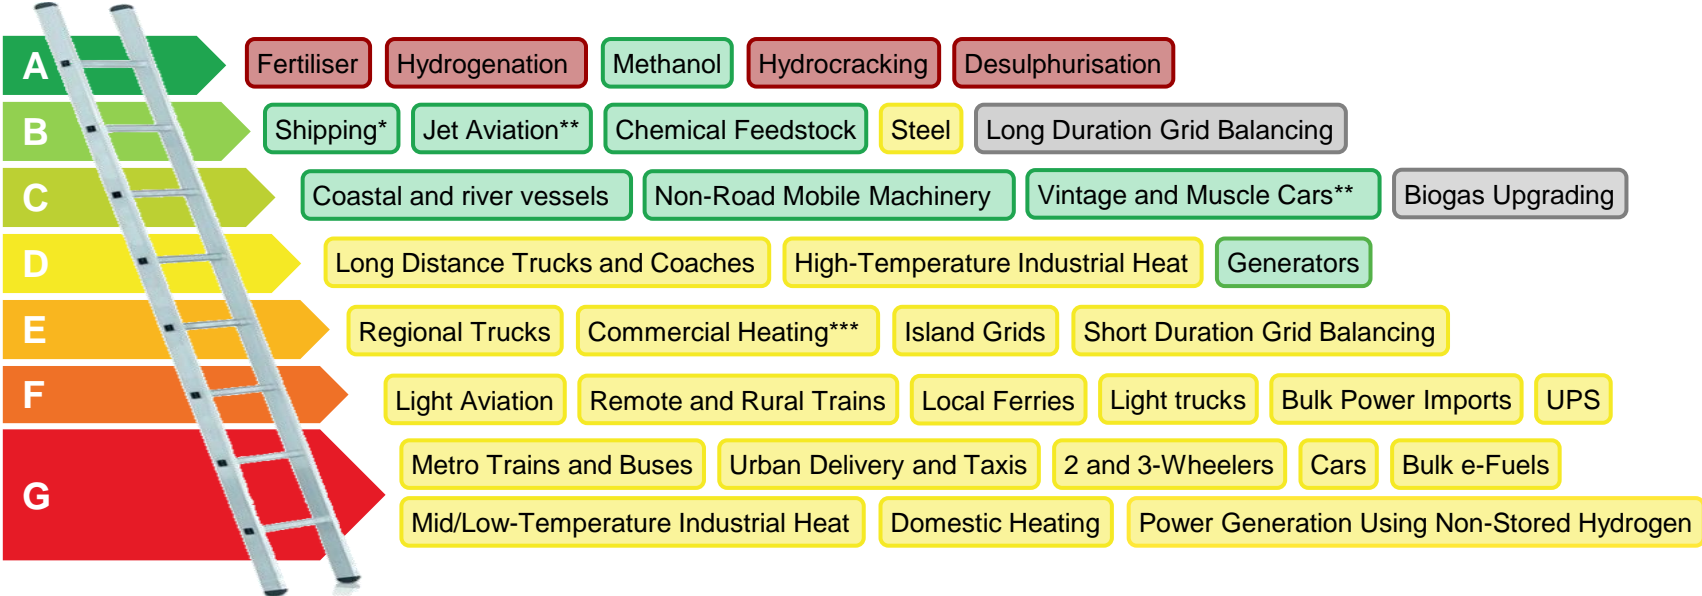 A Fertiliser Hydrogenation Methanol Hydrocracking Desulphurisation
B Shipping* Jet Aviation** Chemical Feedstock Steel Long Duration Grid Balancing
C Coastal and river vessels Non-Road Mobile Machinery Vintage and Muscle Cars** Biogas Upgrading
D Long Distance Trucks and Coaches High-Temperature Industrial Heat Generators
E Regional Trucks Commercial Heating*** Island Grids Short Duration Grid Balancing
F Light Aviation Remote and Rural Trains Local Ferries Light trucks Bulk Power Imports UPS
G Metro Trains and Buses Urban Delivery and Taxis 2 and 3-Wheelers Cars Bulk e-Fuels
Mid/Low-Temperature Industrial Heat Domestic Heating Power Generation Using Non-Stored Hydrogen